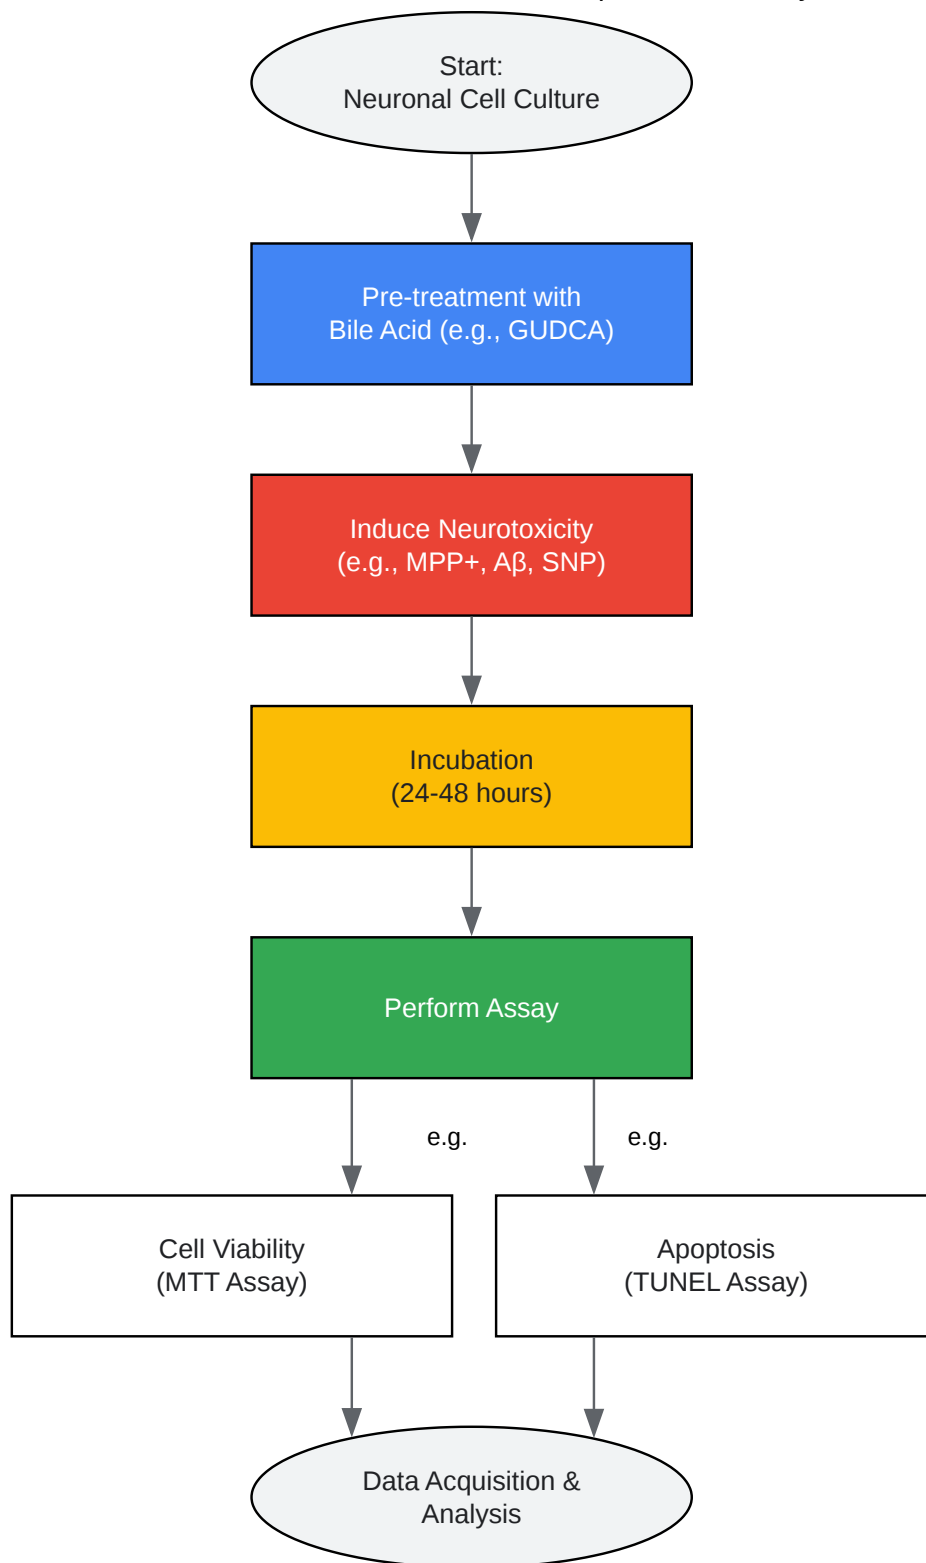 Start:
Neuronal Cell Culture
Pre-treatment with
Bile Acid (e.g., GUDCA)
Induce Neurotoxicity
(e.g., MPP+, Aβ, SNP)
Incubation
(24-48 hours)
Perform Assay
e.g.
e.g.
Cell Viability
(MTT Assay)
Apoptosis
(TUNEL Assay)
Data Acquisition &
Analysis